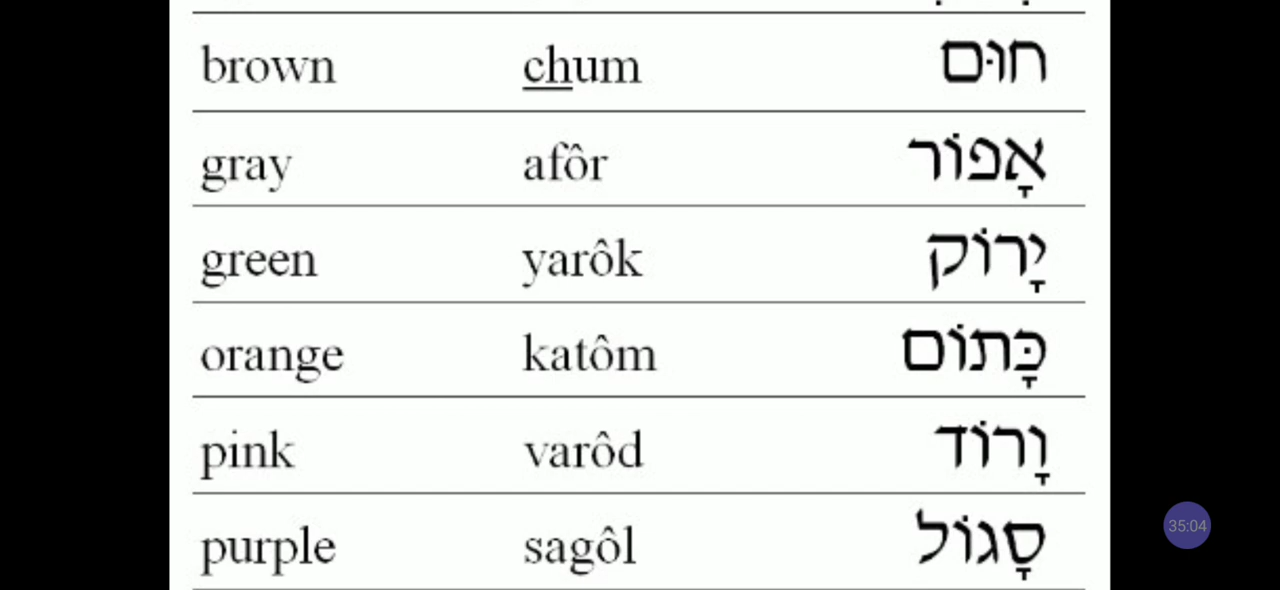 brown chum חוּם
gray afôr אָפוֹר
green yarôk יָרוֹק
orange katôm כָּתוֹם
pink varôd וָרוֹד
purple sagôl סָגוֹל
35:04